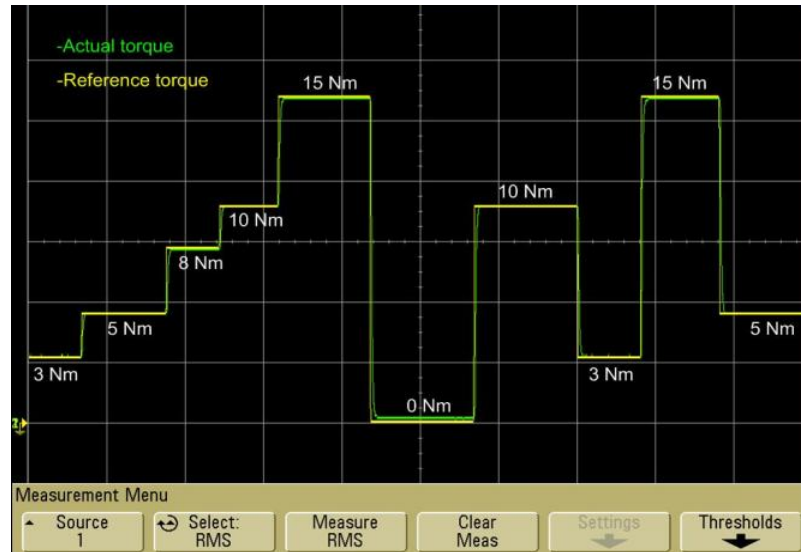 -Actual torque
-Reference torque
15 Nm
15 Nm
10 Nm
10 Nm
8 Nm
5 Nm
5 Nm
3 Nm
3 Nm
0 Nm
Measurement Menu
Source
1
Select:
RMS
Measure
RMS
Clear
Meas
Settings
Thresholds